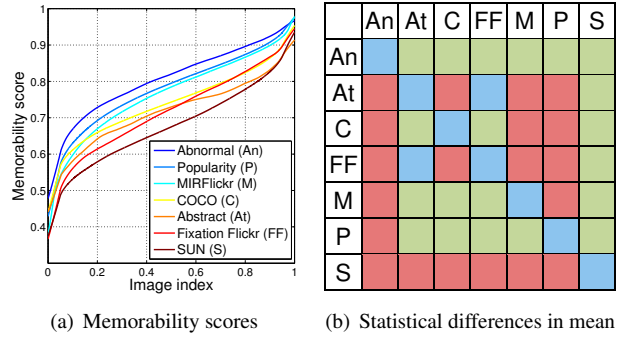 Memorability score
1
0.9
0.8
0.7
0.6
0.5
0.4
0 0.2 0.4 0.6 0.8 1
Image index
Abnormal (An)
Popularity (P)
MIRFlickr (M)
COCO (C)
Abstract (At)
Fixation Flickr (FF)
SUN (S)
(a) Memorability scores
An At C FF M P S
An
At
C
FF
M
P
S
(b) Statistical differences in mean